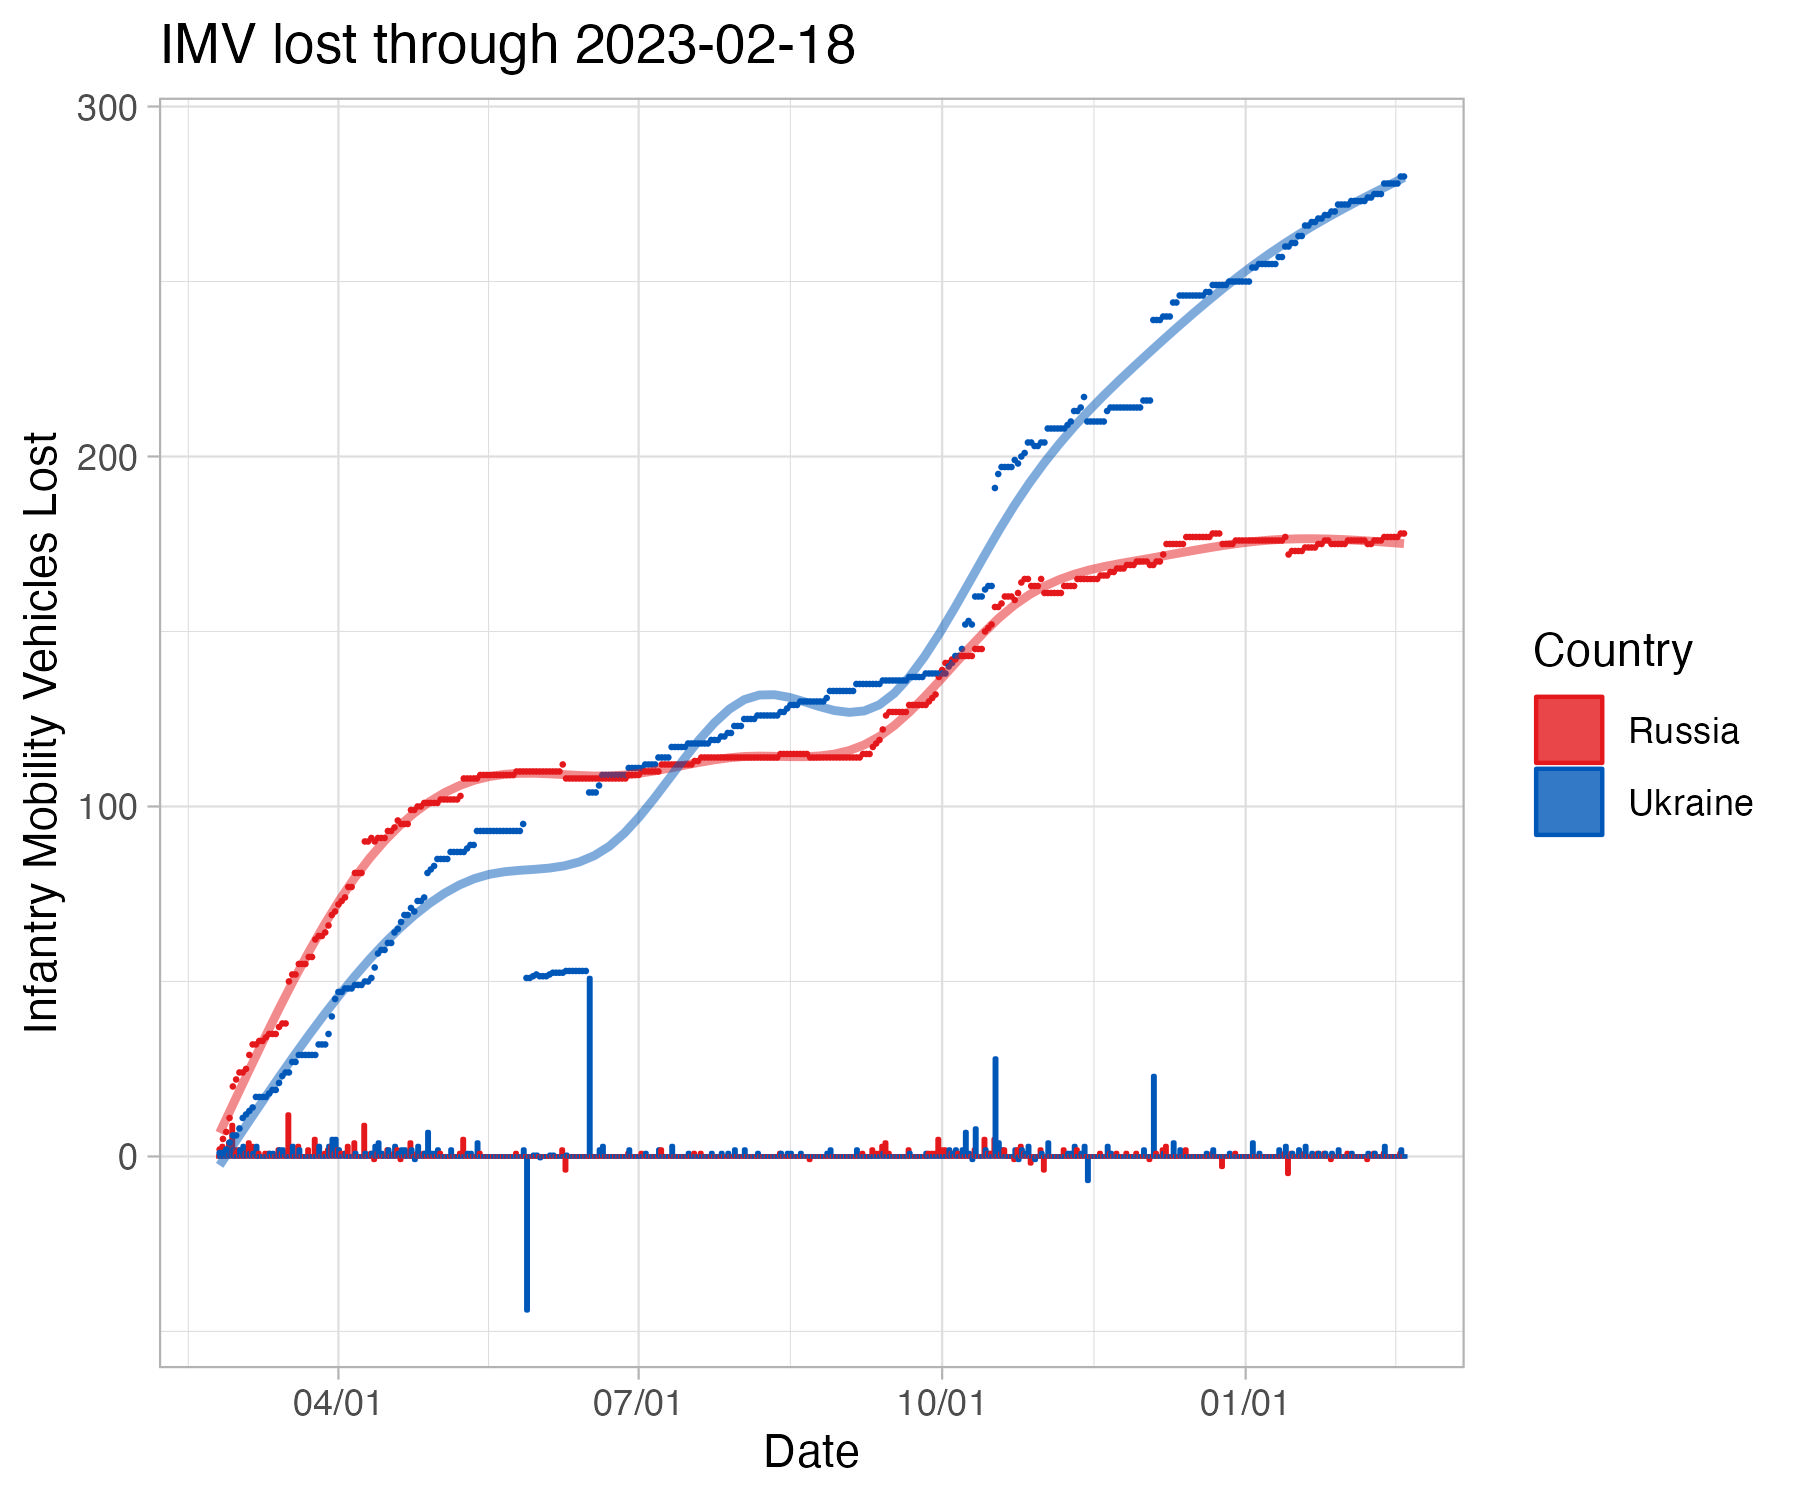 IMV lost through 2023-02-18
Infantry Mobility Vehicles Lost
300
200
100
0
04/01
07/01
10/01
01/01
Date
Country
Russia
Ukraine